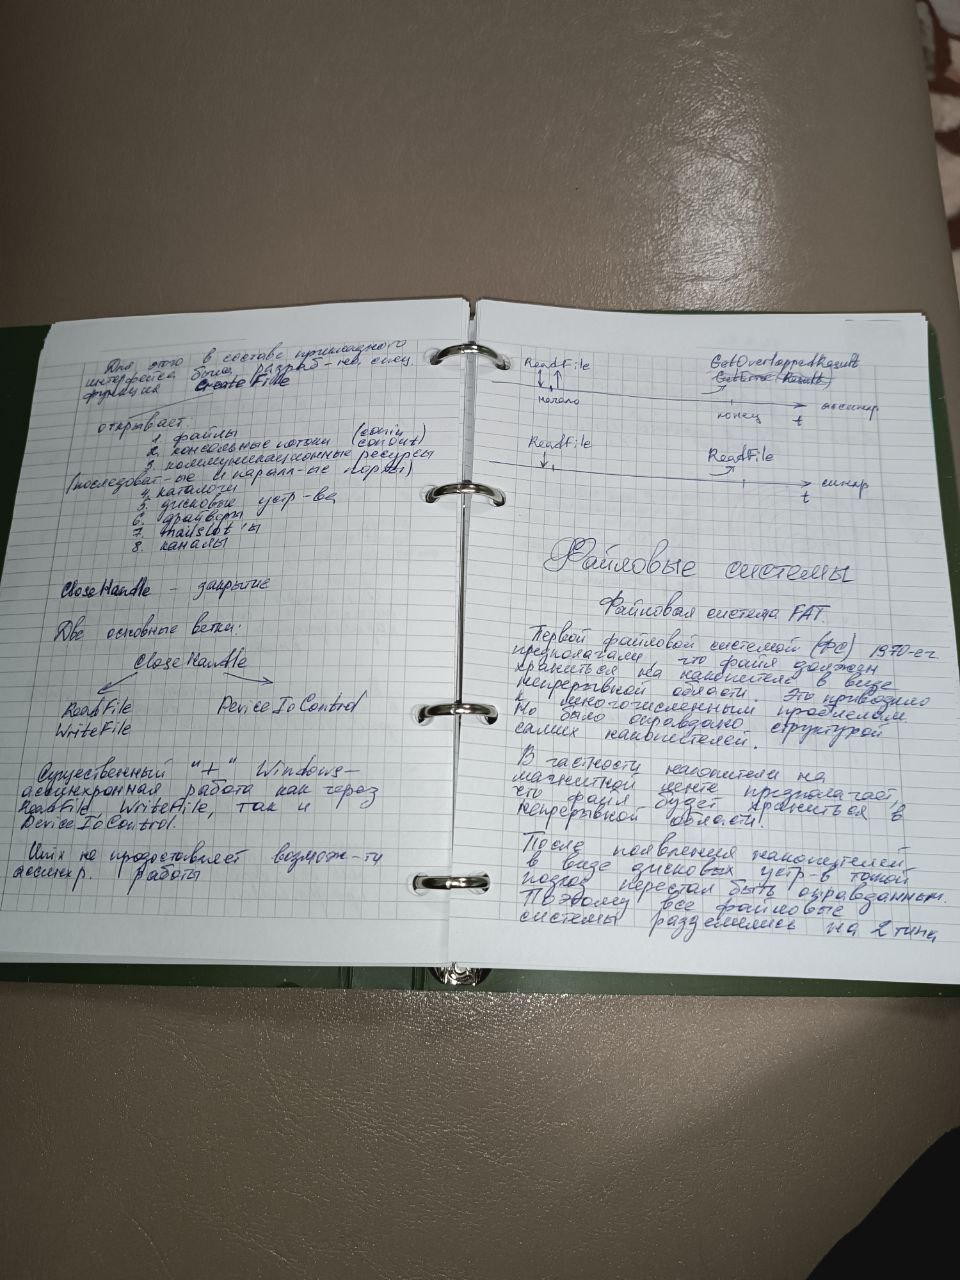 Для этого в составе прикладного
интерфейса была разраб-на спец
функция CreateFile
открывает:
1. файлы
2. консольные потоки (conin
conout)
3. коммуникационные ресурсы
(последоват-ые и паралл-ые порты)
4. каталоги
5. дисковые устр-ва
6. драйверы
7. mailslot'ы
8. каналы
CloseHandle - закрытие
Две основные ветки:
CloseHandle
ReadFile DeviceIoControl
WriteFile
Существенный "+" Windows-
асинхронная работа как через
ReadFile, WriteFile, так и
DeviceIoControl.
Unix не предоставляет возмож-ти
асинхр. работы
ReadFile GetOverlappedResult
начало конец t асинхр
ReadFile ReadFile
t синхр
Файловые системы
Файловая система FAT.
Первой файловой системой (ФС) 1970-ег
предполагали, что файл должен
храниться на накопителе в виде
непрерывной области. Это приводило
к многочисленным проблемам,
но было оправдано структурой
самих накопителей.
В частности накопители на
магнитной ленте предполагает,
что файл будет храниться в
непрерывной области!
После появления накопителей
в виде дисковых устр-в такой
подход перестал быть оправданным.
Поэтому все файловые
системы разделились на 2 типа